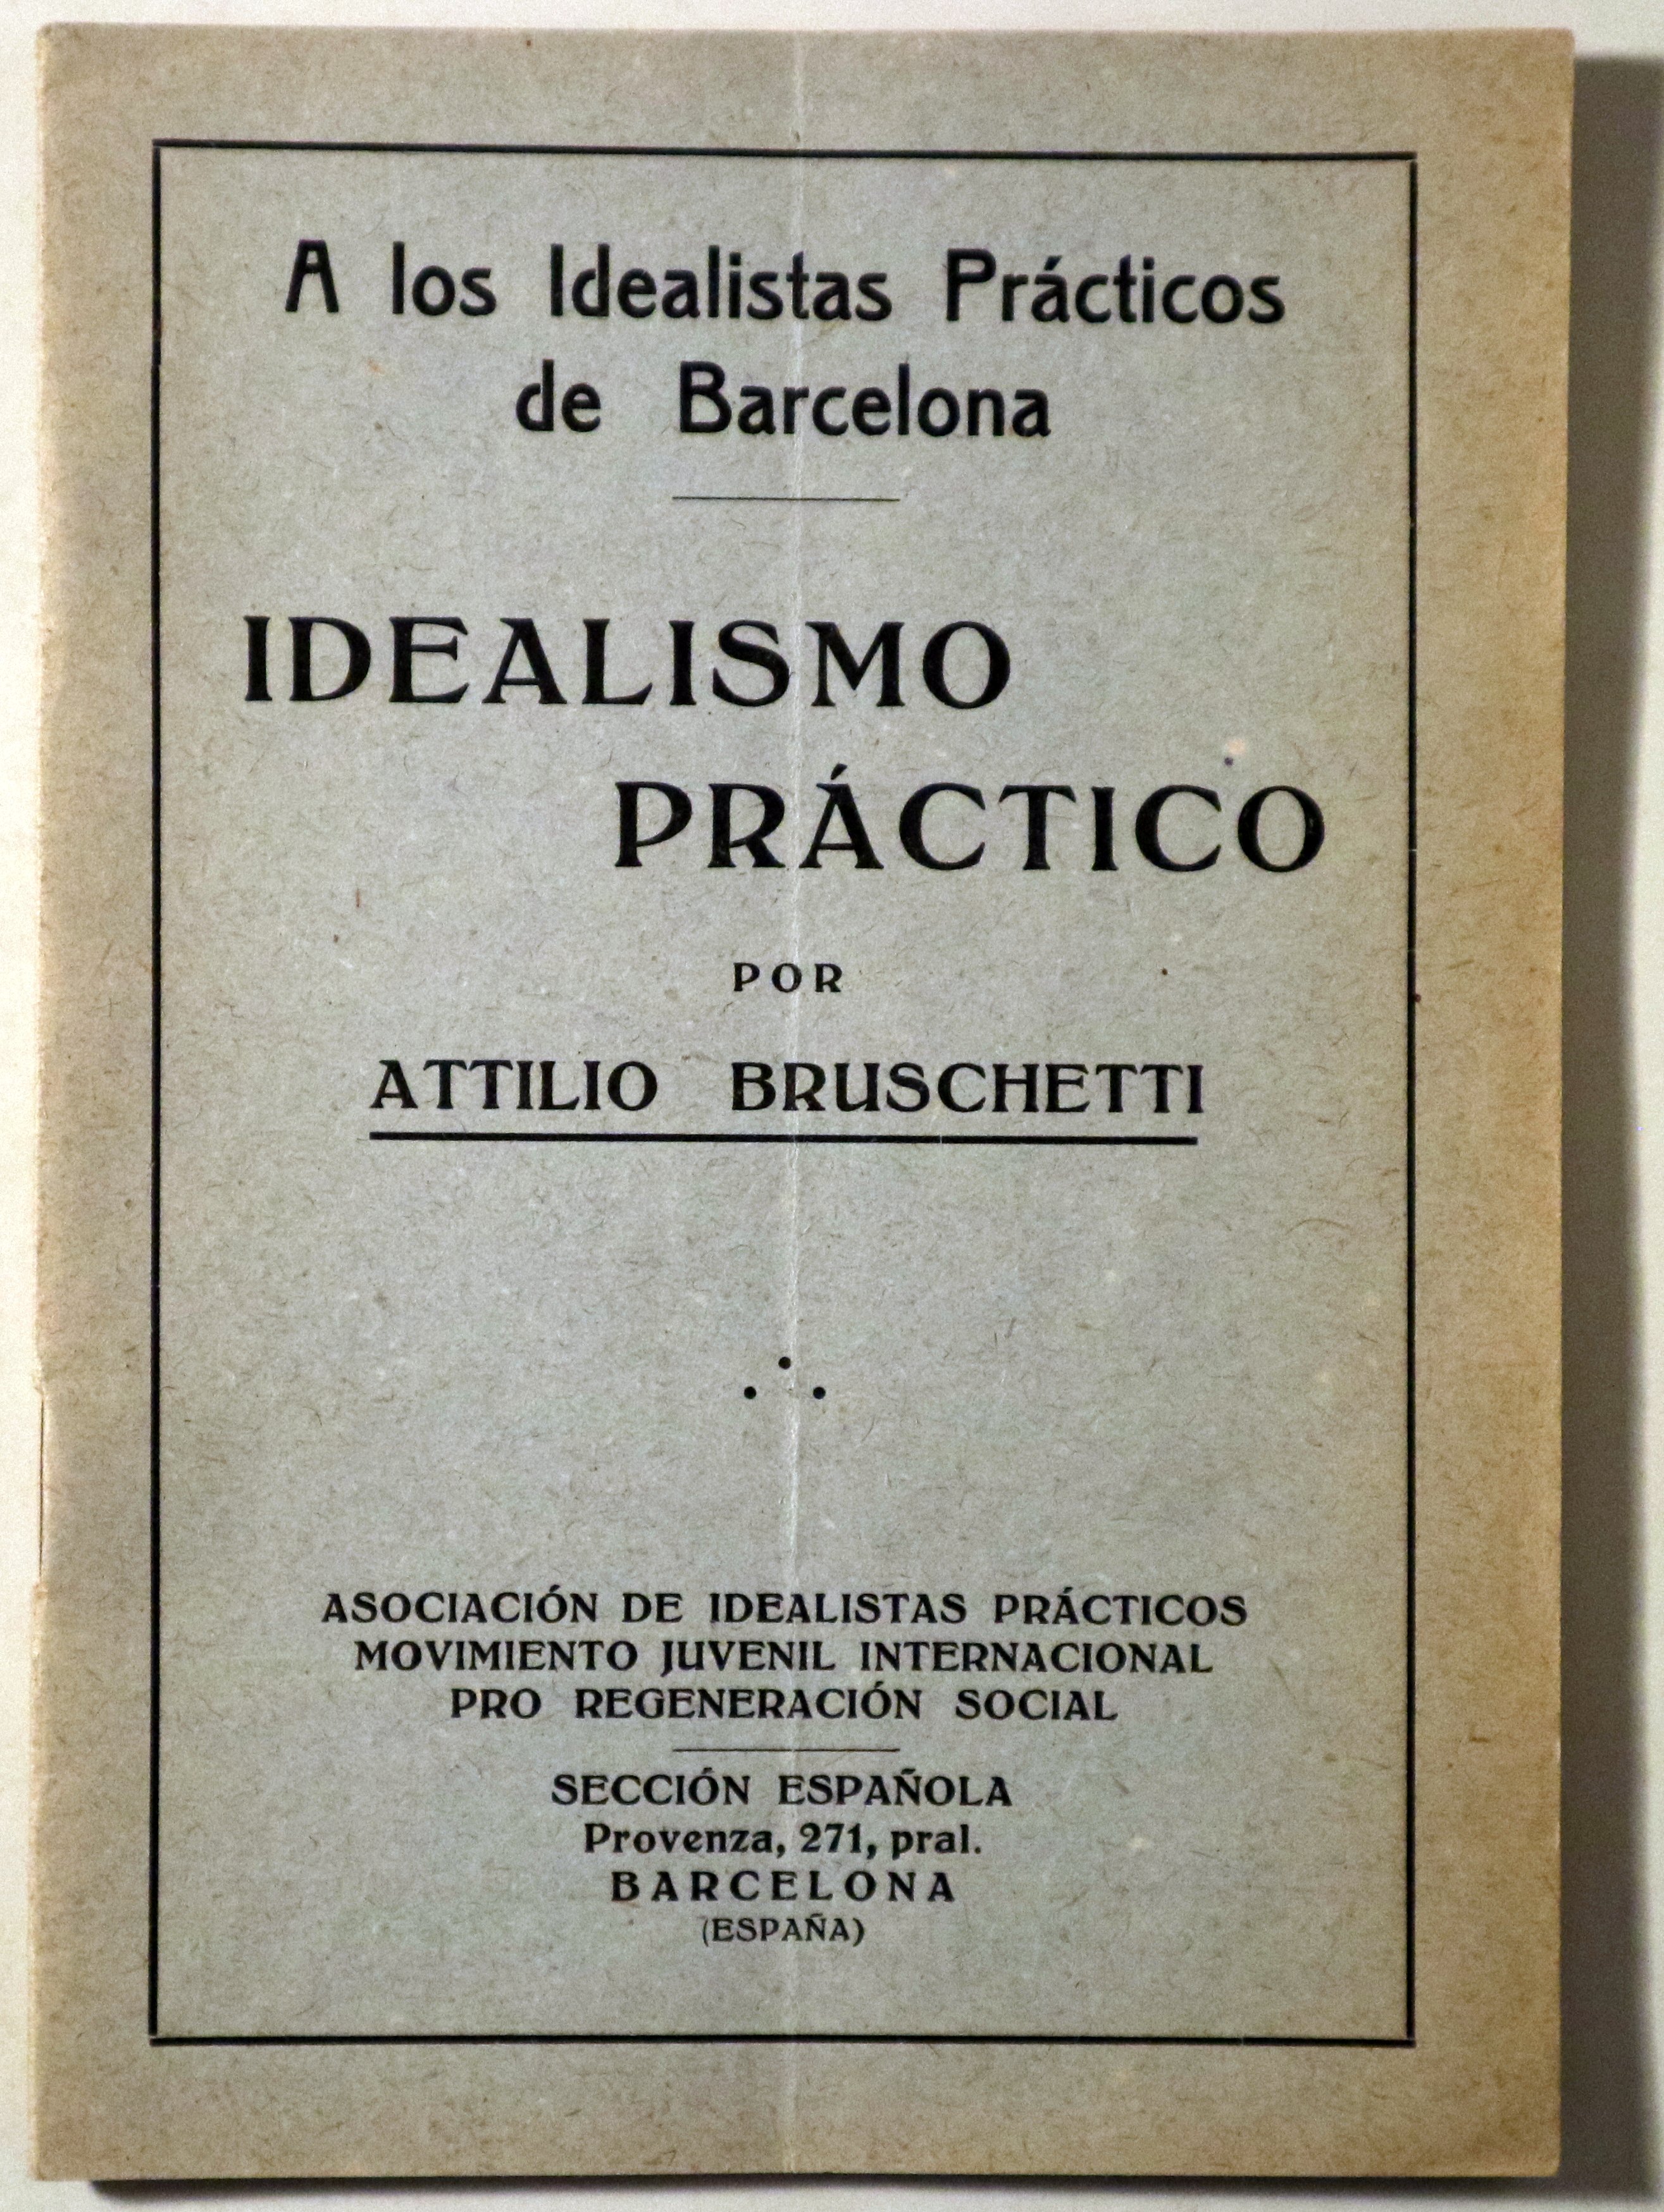 A los Idealistas Prácticos
de Barcelona
IDEALISMO
PRÁCTICO
POR
ATTILIO BRUSCHETTI
ASOCIACIÓN DE IDEALISTAS PRÁCTICOS
MOVIMIENTO JUVENIL INTERNACIONAL
PRO REGENERACIÓN SOCIAL
SECCIÓN ESPAÑOLA
Provenza, 271, pral.
BARCELONA
(ESPAÑA)